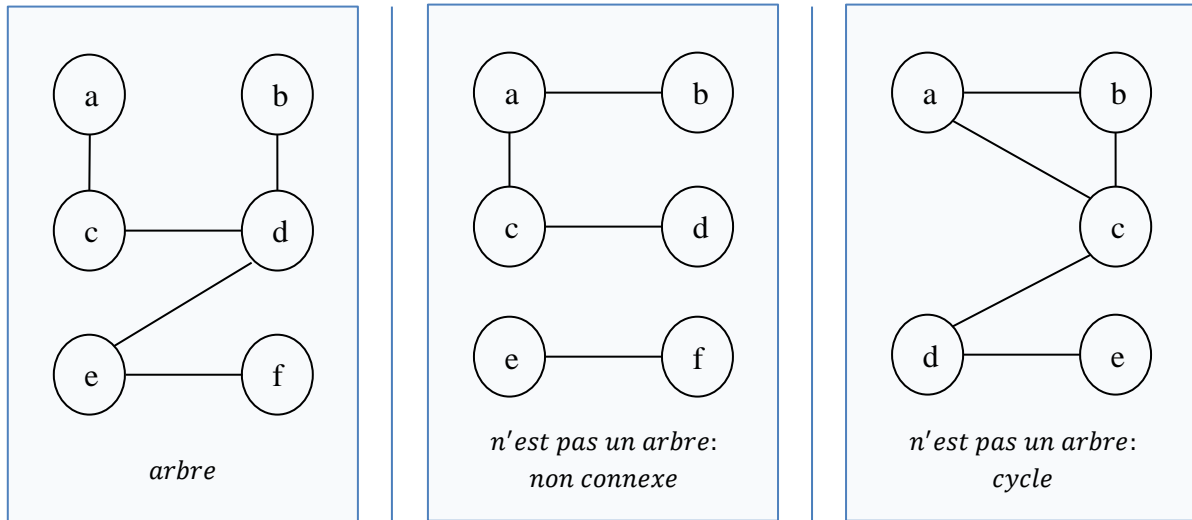 a b
c d
e f
arbre
a b
c d
e f
n'est pas un arbre:
non connexe
a b
c
d e
n'est pas un arbre:
cycle